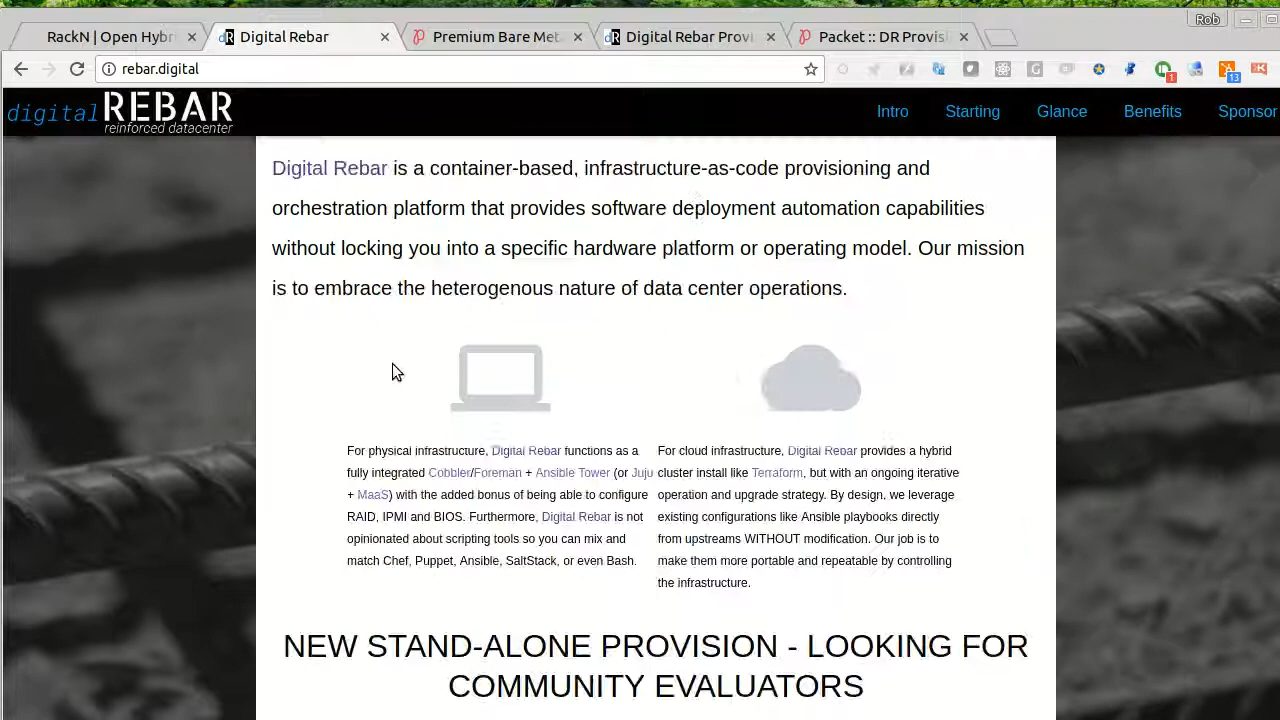 Rob
RackN | Open Hybri
Digital Rebar
Premium Bare Met
Digital Rebar Provi
Packet :: DR Provisi
rebar.digital
1
13
digital REBAR
reinforced datacenter
Intro
Starting
Glance
Benefits
Sponsor
Digital Rebar is a container-based, infrastructure-as-code provisioning and
orchestration platform that provides software deployment automation capabilities
without locking you into a specific hardware platform or operating model. Our mission
is to embrace the heterogenous nature of data center operations.
For physical infrastructure, Digital Rebar functions as a
fully integrated Cobbler/Foreman + Ansible Tower (or Juju
+ MaaS) with the added bonus of being able to configure
RAID, IPMI and BIOS. Furthermore, Digital Rebar is not
opinionated about scripting tools so you can mix and
match Chef, Puppet, Ansible, SaltStack, or even Bash.
For cloud infrastructure, Digital Rebar provides a hybrid
cluster install like Terraform, but with an ongoing iterative
operation and upgrade strategy. By design, we leverage
existing configurations like Ansible playbooks directly
from upstreams WITHOUT modification. Our job is to
make them more portable and repeatable by controlling
the infrastructure.
NEW STAND-ALONE PROVISION - LOOKING FOR
COMMUNITY EVALUATORS